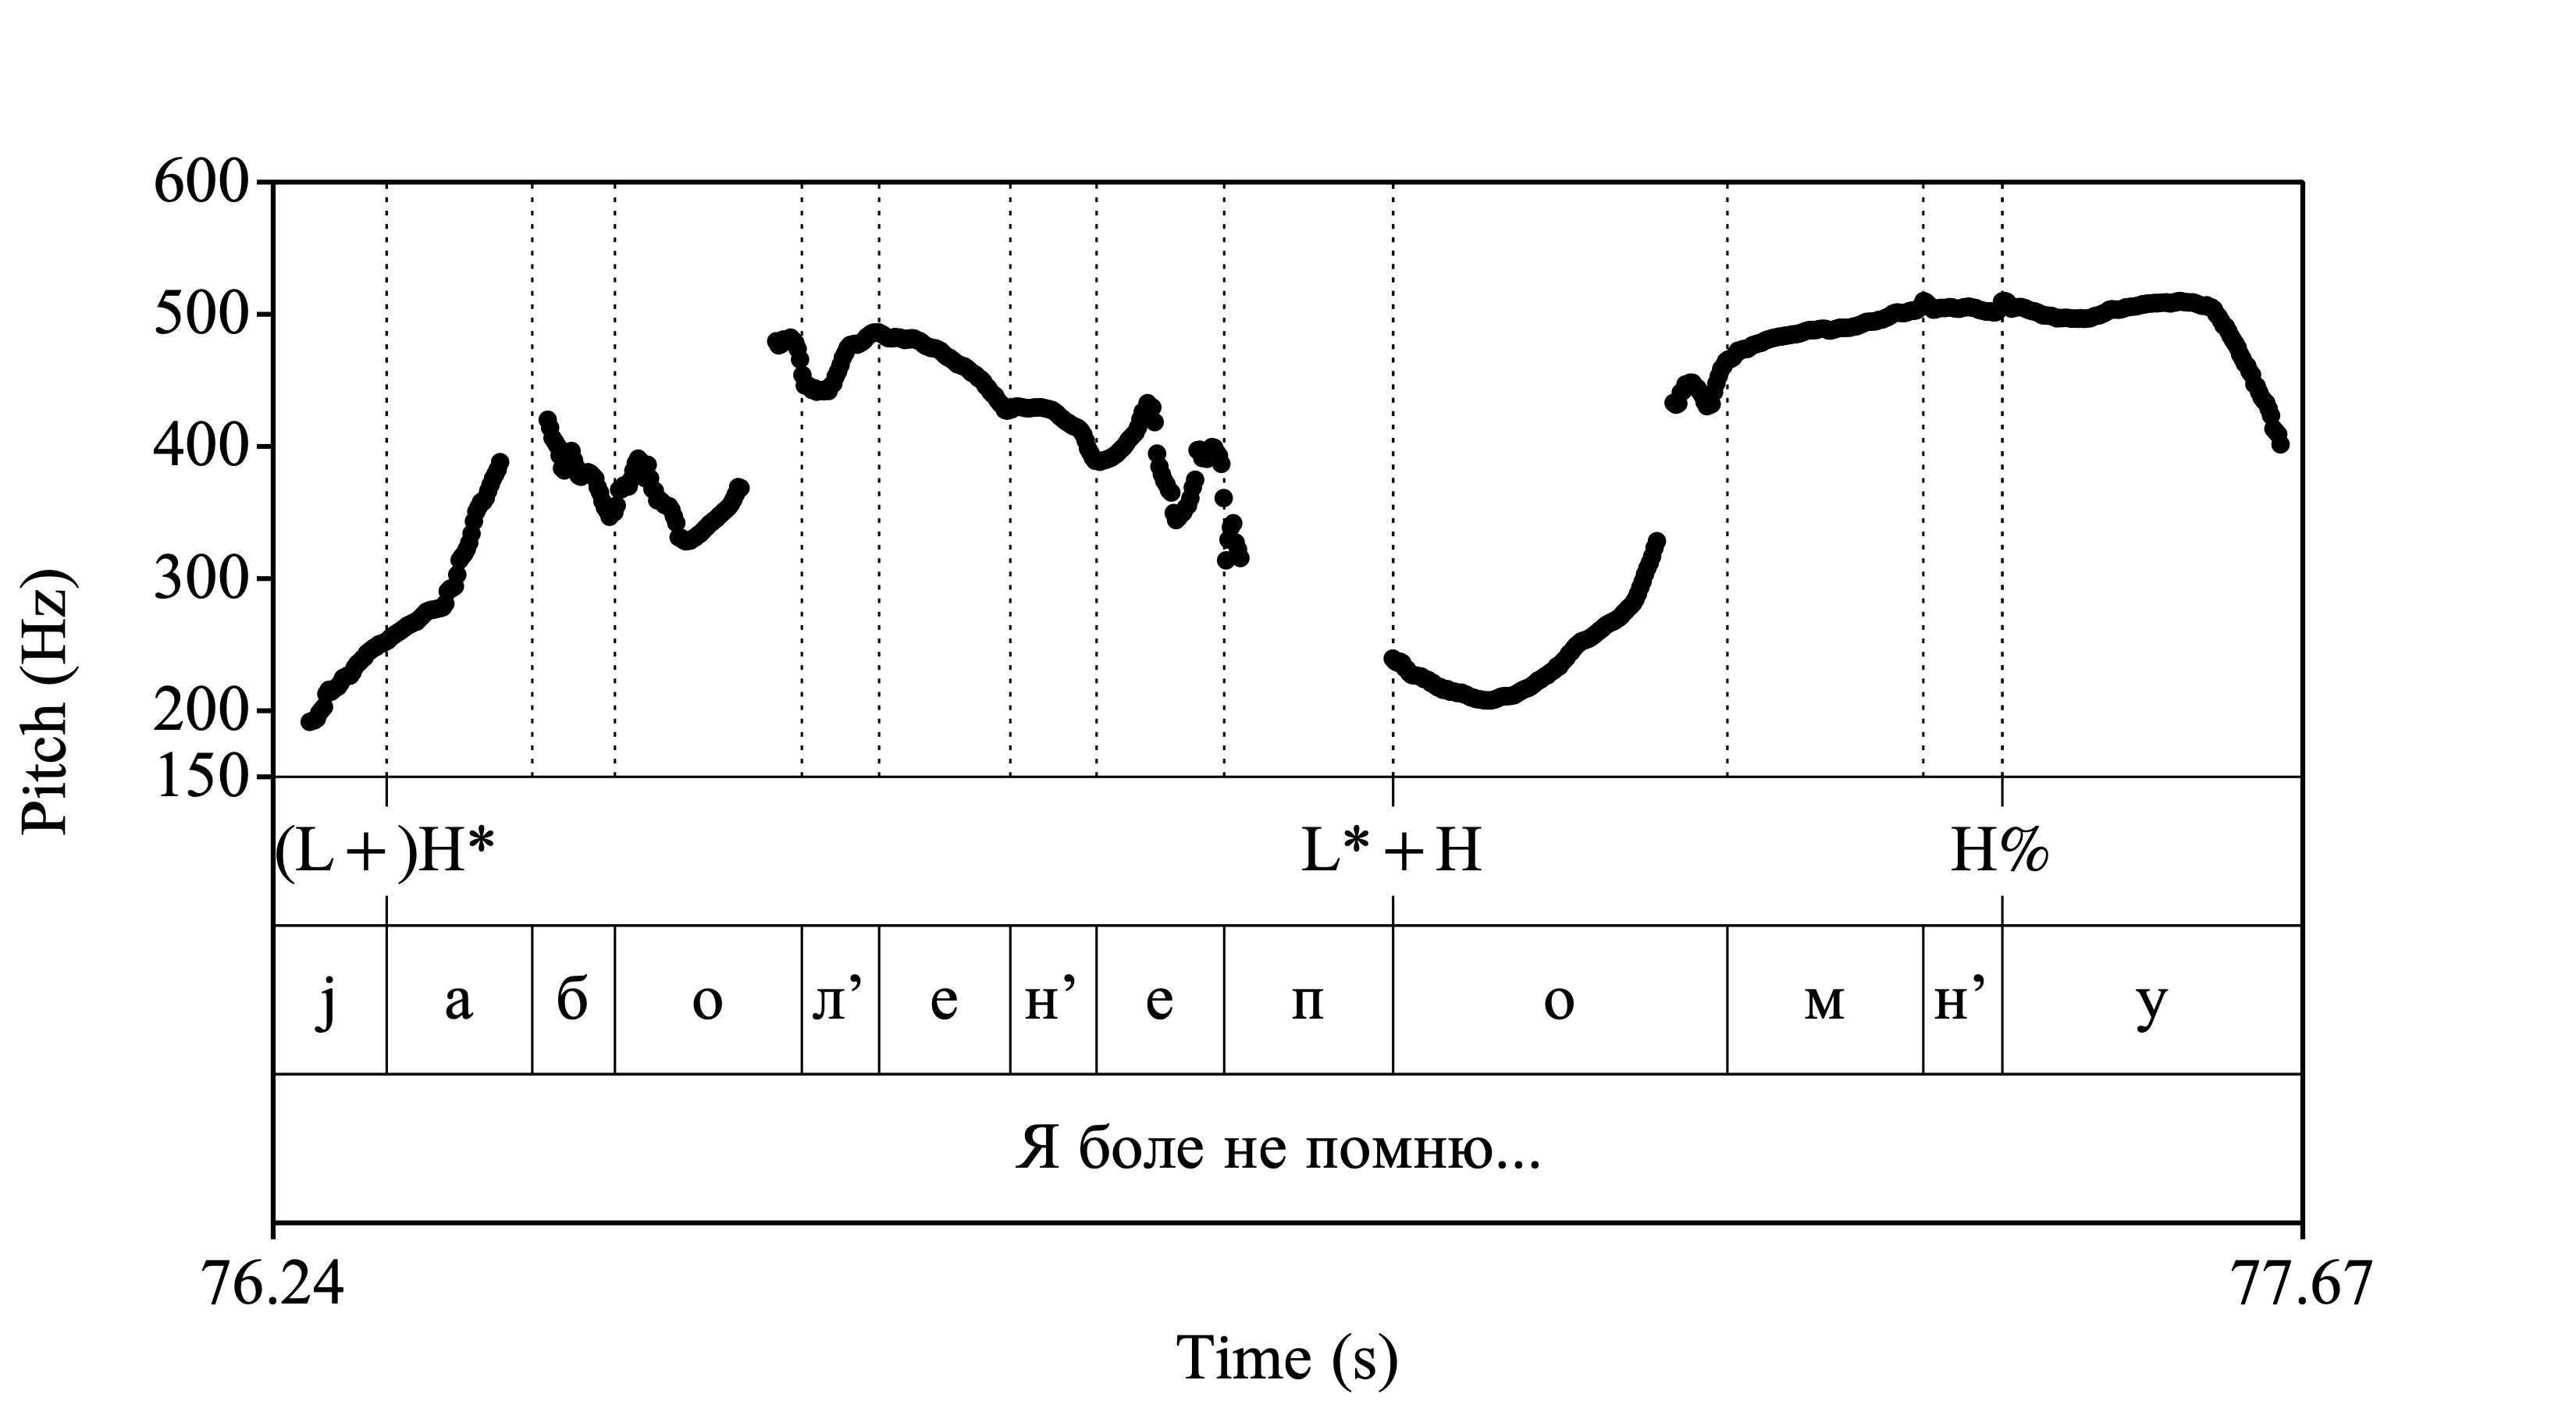 600
500
400
300
200
150
Pitch (Hz)
(L+)H* L*+H H%
j а б о л’ е н’ е п о м н’ у
Я боле не помню...
76.24 77.67
Time (s)